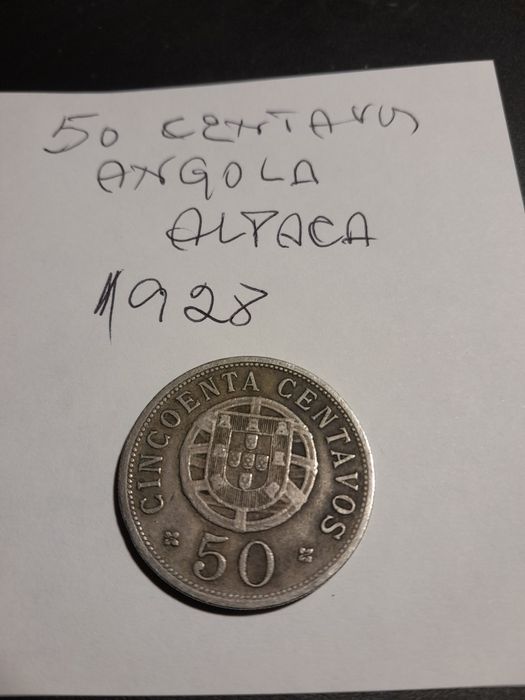 50 CENTAVOS
ANGOLA
ALPACA
1928
CINCOENTA CENTAVOS
50